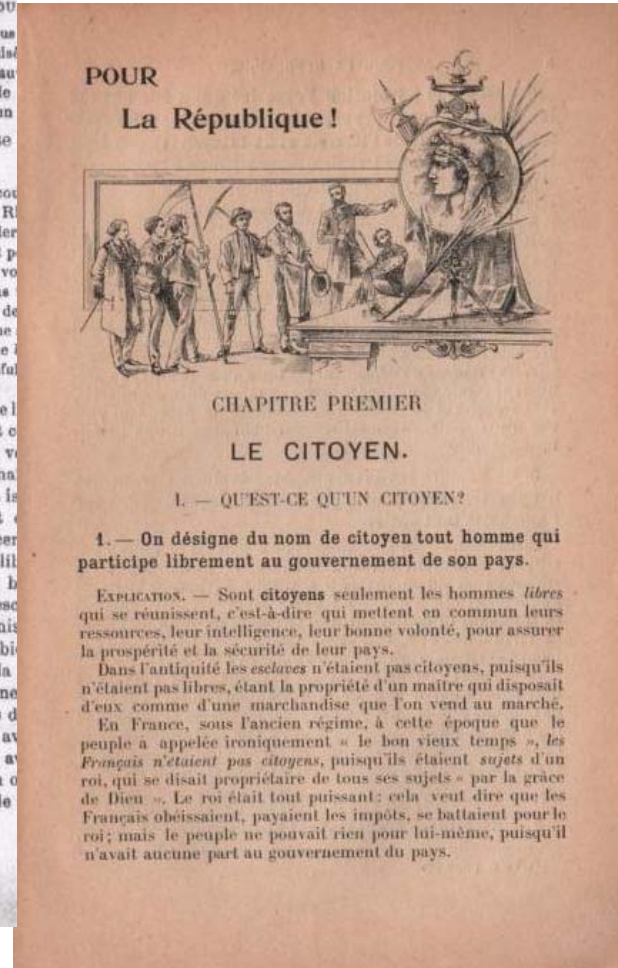 POUR
La République !
CHAPITRE PREMIER
LE CITOYEN.
I. — QU'EST-CE QU'UN CITOYEN?
1. — On désigne du nom de citoyen tout homme qui
participe librement au gouvernement de son pays.
EXPLICATION. — Sont citoyens seulement les hommes libres
qui se réunissent, c'est-à-dire qui mettent en commun leurs
ressources, leur intelligence, leur bonne volonté, pour assurer
la prospérité et la sécurité de leur pays.
Dans l'antiquité les esclaves n'étaient pas citoyens, puisqu'ils
n'étaient pas libres, étant la propriété d'un maître qui disposait
d'eux comme d'une marchandise que l'on vend au marché.
En France, sous l'ancien régime, à cette époque que le
peuple a appelée ironiquement « le bon vieux temps », les
Français n'étaient pas citoyens, puisqu'ils étaient sujets d'un
roi, qui se disait propriétaire de tous ses sujets « par la grâce
de Dieu ». Le roi était tout puissant: cela veut dire que les
Français obéissaient, payaient les impôts, se battaient pour le
roi; mais le peuple ne pouvait rien pour lui-même, puisqu'il
n'avait aucune part au gouvernement du pays.